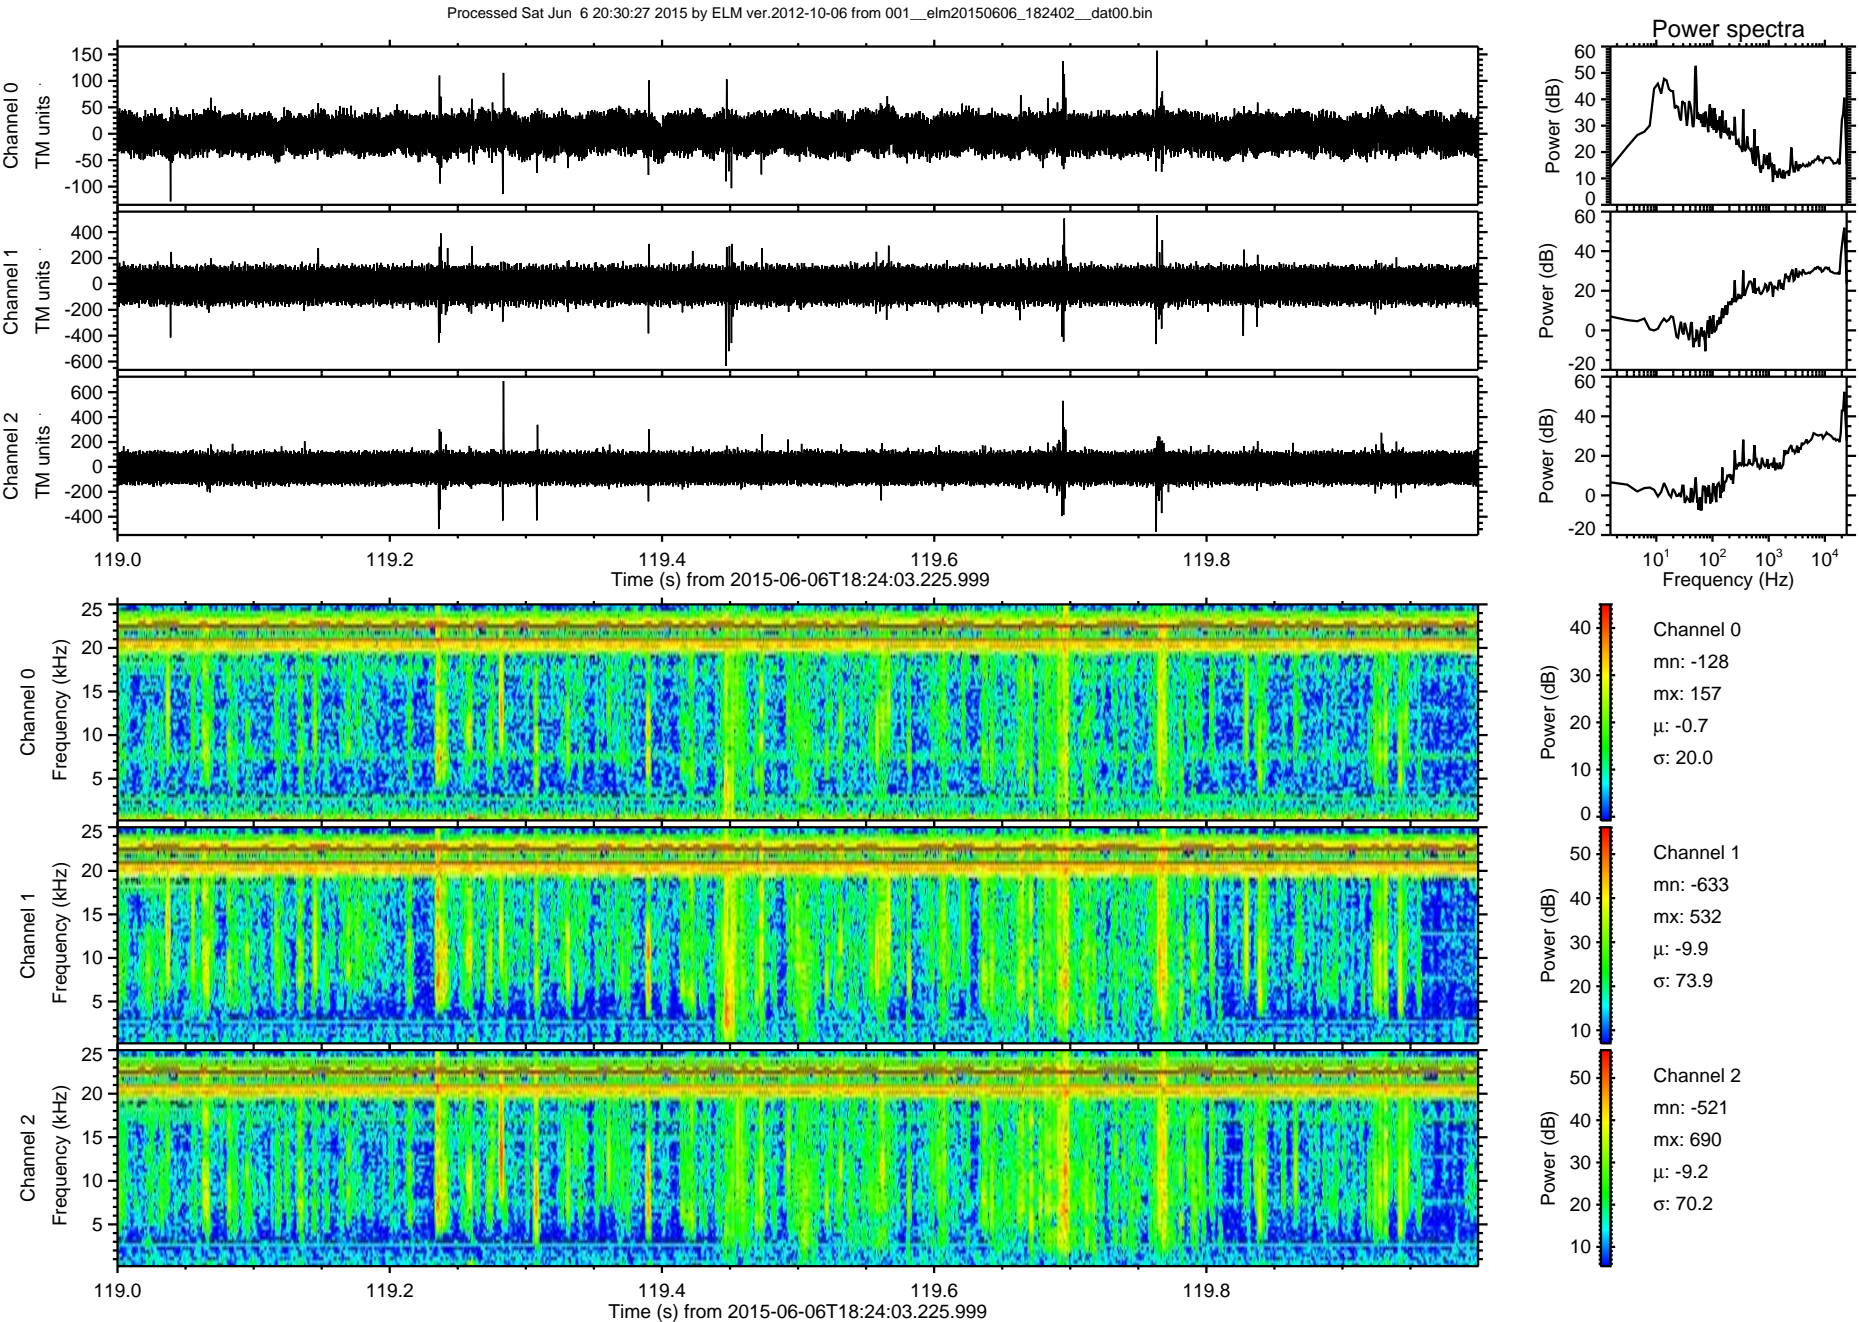 Processed Sat Jun  6 20:30:27 2015 by ELM ver.2012-10-06 from 001__elm20150606_182402__dat00.bin
Power spectra
Channel 0
TM units
150
100
50
0
-50
-100
Power (dB)
60
50
40
30
20
10
0
Channel 1
TM units
400
200
0
-200
-400
-600
Power (dB)
60
40
20
0
-20
Channel 2
TM units
600
400
200
0
-200
-400
Power (dB)
60
40
20
0
-20
119.0
119.2
119.4
119.6
119.8
Time (s) from 2015-06-06T18:24:03.225.999
10^1
10^2
10^3
10^4
Frequency (Hz)
Channel 0
Frequency (kHz)
25
20
15
10
5
Power (dB)
40
30
20
10
0
Channel 0
mn: -128
mx: 157
μ: -0.7
σ: 20.0
Channel 1
Frequency (kHz)
25
20
15
10
5
Power (dB)
50
40
30
20
10
Channel 1
mn: -633
mx: 532
μ: -9.9
σ: 73.9
Channel 2
Frequency (kHz)
25
20
15
10
5
Power (dB)
50
40
30
20
10
Channel 2
mn: -521
mx: 690
μ: -9.2
σ: 70.2
119.0
119.2
119.4
119.6
119.8
Time (s) from 2015-06-06T18:24:03.225.999